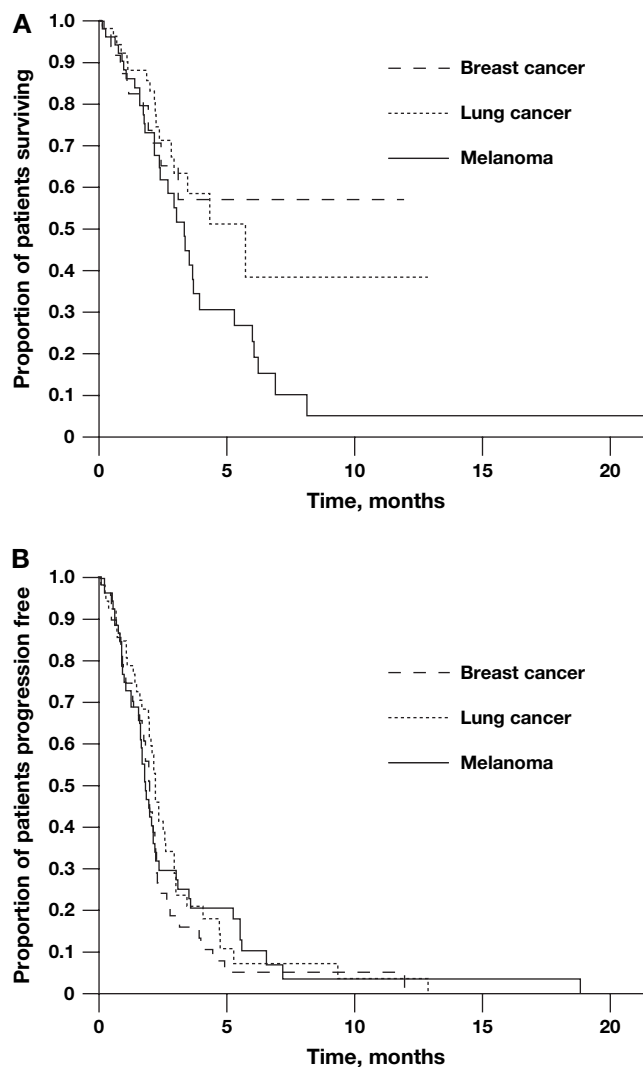 A
Proportion of patients surviving
1.0
0.9
0.8
0.7
0.6
0.5
0.4
0.3
0.2
0.1
0
0 5 10 15 20
Time, months
Breast cancer
Lung cancer
Melanoma
B
Proportion of patients progression free
1.0
0.9
0.8
0.7
0.6
0.5
0.4
0.3
0.2
0.1
0
0 5 10 15 20
Time, months
Breast cancer
Lung cancer
Melanoma